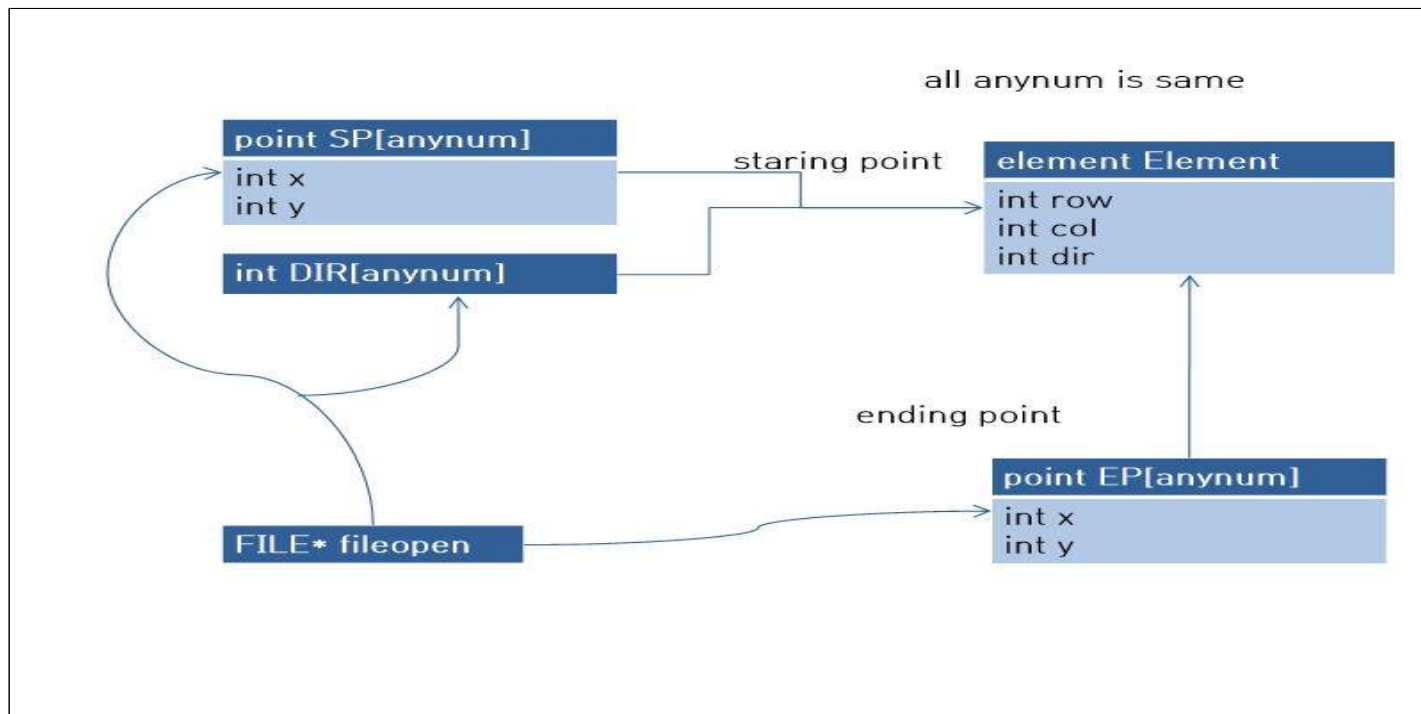 all anynum is same
point SP[anynum]
int x
int y
staring point
element Element
int row
int col
int dir
int DIR[anynum]
ending point
point EP[anynum]
int x
int y
FILE* fileopen